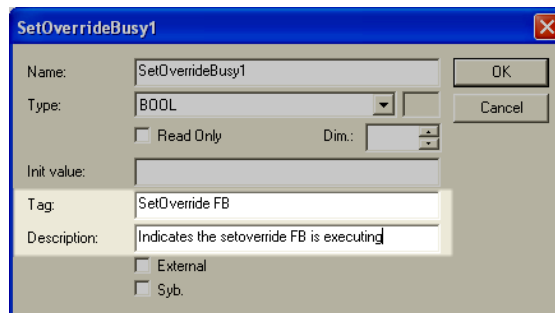 SetOverrideBusy1
Name: SetOverrideBusy1 OK
Type: BOOL Cancel
Read Only Dim.:
Init value:
Tag: SetOverride FB
Description: Indicates the setoverride FB is executing
External
Syb.